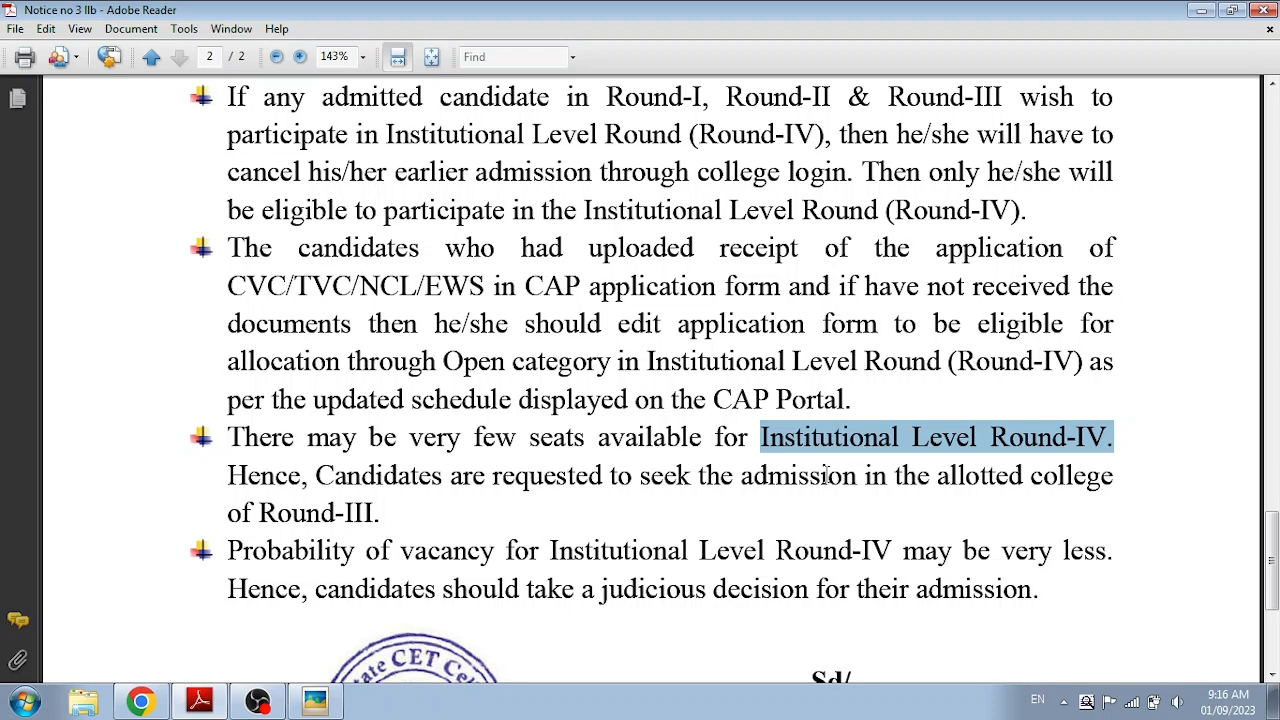 Notice no 3 llb - Adobe Reader
File Edit View Document Tools Window Help
2 / 2 143% Find
If any admitted candidate in Round-I, Round-II & Round-III wish to
participate in Institutional Level Round (Round-IV), then he/she will have to
cancel his/her earlier admission through college login. Then only he/she will
be eligible to participate in the Institutional Level Round (Round-IV).
The candidates who had uploaded receipt of the application of
CVC/TVC/NCL/EWS in CAP application form and if have not received the
documents then he/she should edit application form to be eligible for
allocation through Open category in Institutional Level Round (Round-IV) as
per the updated schedule displayed on the CAP Portal.
There may be very few seats available for Institutional Level Round-IV.
Hence, Candidates are requested to seek the admission in the allotted college
of Round-III.
Probability of vacancy for Institutional Level Round-IV may be very less.
Hence, candidates should take a judicious decision for their admission.
CET Cell
Sd/
EN 9:16 AM
01/09/2023